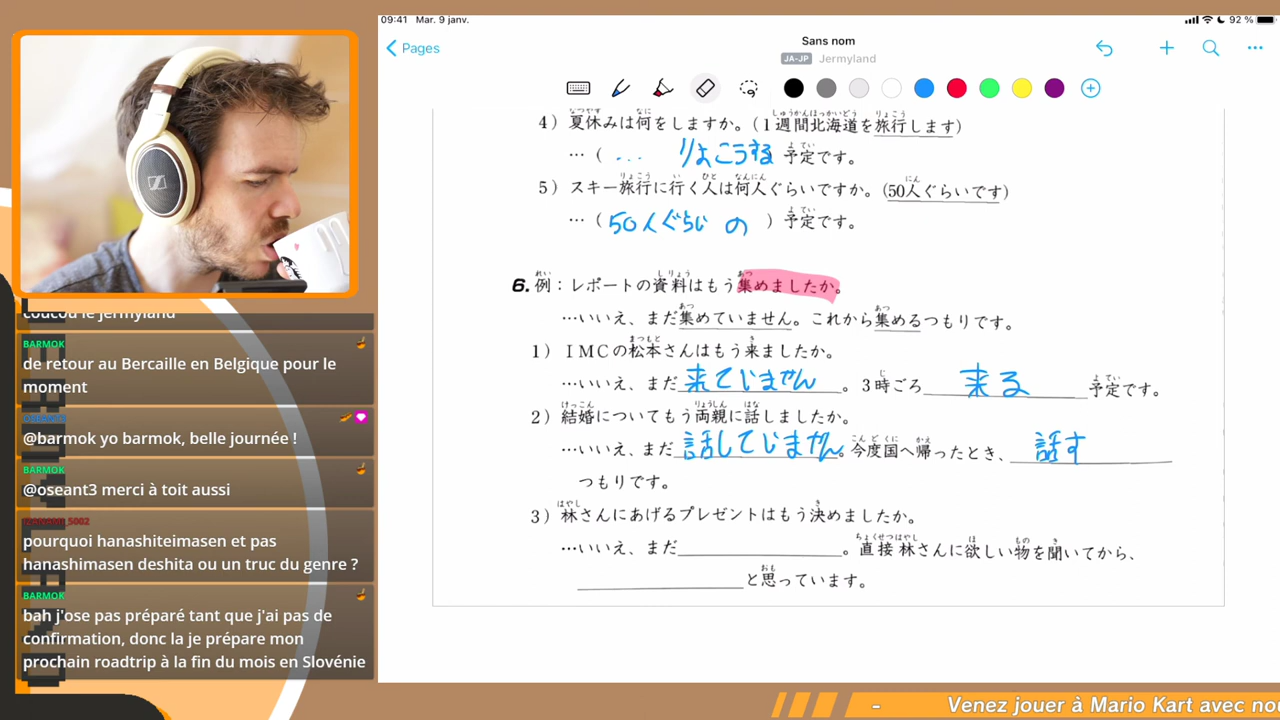 09:41 Mar. 9 janv.
92 %
Pages
Sans nom
JA-JP Jermyland
4）夏休みは何をしますか。(1週間北海道を旅行します)
…（ ... りょこうする 予定です。
5）スキー旅行に行く人は何人ぐらいですか。(50人ぐらいです)
…（ 50人ぐらい の ）予定です。
6. 例：レポートの資料はもう集めましたか。
…いいえ、まだ集めていません。これから集めるつもりです。
1）IMCの松本さんはもう来ましたか。
…いいえ、まだ 来ていません 。3時ごろ 来る 予定です。
2）結婚についてもう両親に話しましたか。
…いいえ、まだ 話していません 。今度国へ帰ったとき、 話す
つもりです。
3）林さんにあげるプレゼントはもう決めましたか。
…いいえ、まだ 。直接林さんに欲しい物を聞いてから、
と思っています。
coucou le jermyland
BARMOK
de retour au Bercaille en Belgique pour le
moment
@barmok yo barmok, belle journée !
BARMOK
@oseant3 merci à toit aussi
pourquoi hanashiteimasen et pas
hanashimasen deshita ou un truc du genre ?
BARMOK
bah j'ose pas préparé tant que j'ai pas de
confirmation, donc la je prépare mon
prochain roadtrip à la fin du mois en Slovénie
- Venez jouer à Mario Kart avec nou